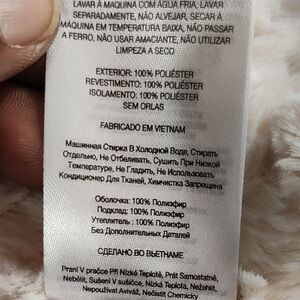 LAVAR À MÁQUINA COM ÁGUA FRIA, LAVAR
SEPARADAMENTE, NÃO ALVEJAR, SECAR À
MÁQUINA EM TEMPERATURA BAIXA, NÃO PASSAR
A FERRO, NÃO USAR AMACIANTE, NÃO UTILIZAR
LIMPEZA A SECO
EXTERIOR: 100% POLIÉSTER
REVESTIMENTO: 100% POLIÉSTER
ISOLAMENTO: 100% POLIÉSTER
SEM ORLAS
FABRICADO EM VIETNAM
Машинная Стирка В Холодной Воде, Стирать
Отдельно, Не Отбеливать, Сушить При Низкой
Температуре, Не Гладить, Не Использовать
Кондиционер Для Тканей, Химчистка Запрещена
Оболочка: 100% Полиэфир
Подклад: 100% Полиэфир
Утеплитель : 100% Полиэфир
Без Дополнительных Деталей
СДЕЛАНО ВО ВЬЕТНАМЕ
Praní V pračce Při Nízké Teplotě, Prát Samostatně,
Nebělit, Sušení V sušičce, Nízká Teplota, Nežehlit,
Nepoužívat Aviváž, Nečistit Chemicky